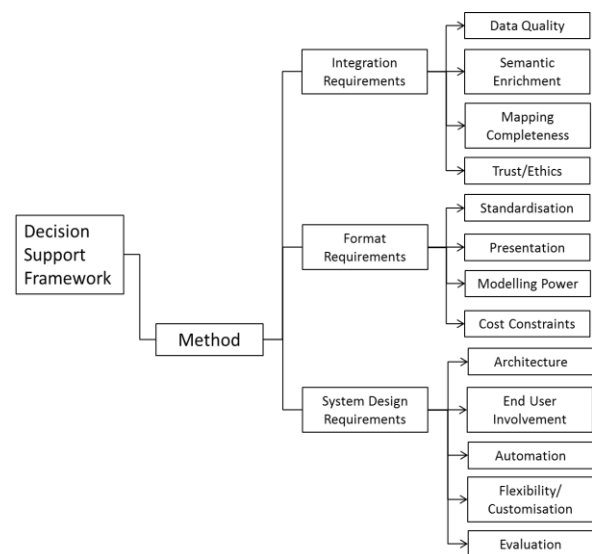 Decision
Support
Framework
Method
Integration
Requirements
Data Quality
Semantic
Enrichment
Mapping
Completeness
Trust/Ethics
Format
Requirements
Standardisation
Presentation
Modelling Power
Cost Constraints
System Design
Requirements
Architecture
End User
Involvement
Automation
Flexibility/
Customisation
Evaluation